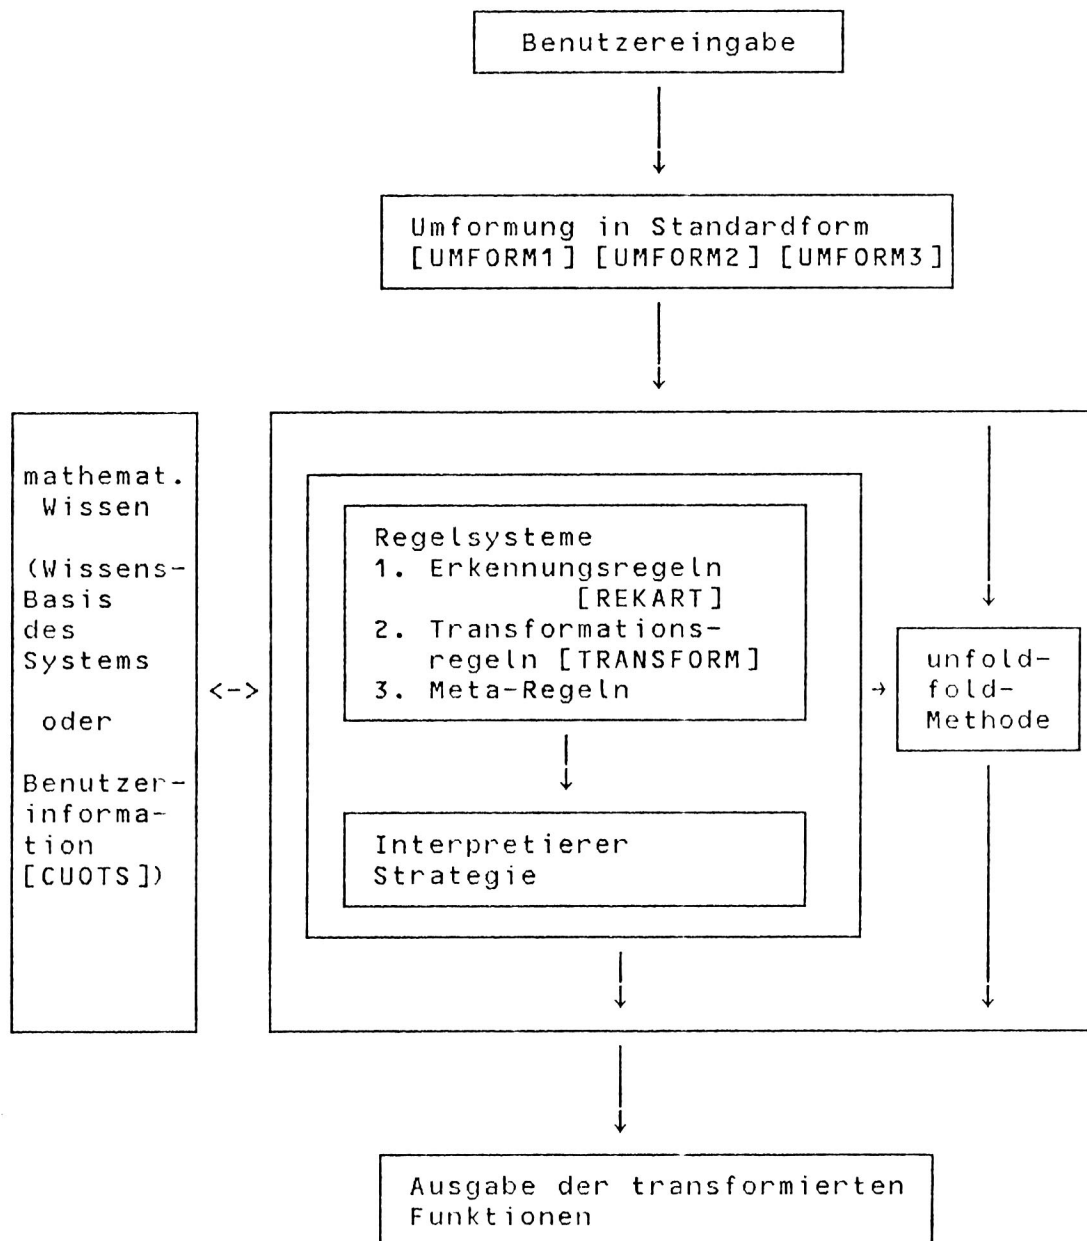 Benutzereingabe
Umformung in Standardform
[UMFORM1] [UMFORM2] [UMFORM3]
mathemat.
Wissen
(Wissens-
Basis
des
Systems
oder
Benutzer-
informa-
tion
[CUOTS])
<->
Regelsysteme
1. Erkennungsregeln
[REKART]
2. Transformations-
regeln [TRANSFORM]
3. Meta-Regeln
Interpretierer
Strategie
unfold-
fold-
Methode
Ausgabe der transformierten
Funktionen